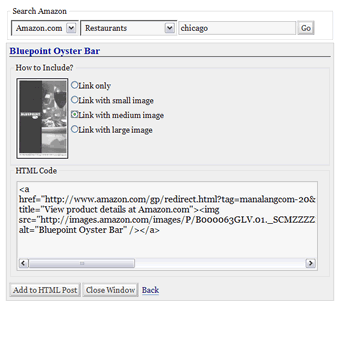 Search Amazon
Amazon.com Restaurants chicago Go
Bluepoint Oyster Bar
How to Include?
Link only
Link with small image
Link with medium image
Link with large image
HTML Code
<a
href="http://www.amazon.com/gp/redirect.html?tag=manalangcom-20&
title="View product details at Amazon.com"><img
src="http://images.amazon.com/images/P/B000063GLV.01._SCMZZZZ
alt="Bluepoint Oyster Bar" /></a>
Add to HTML Post Close Window Back